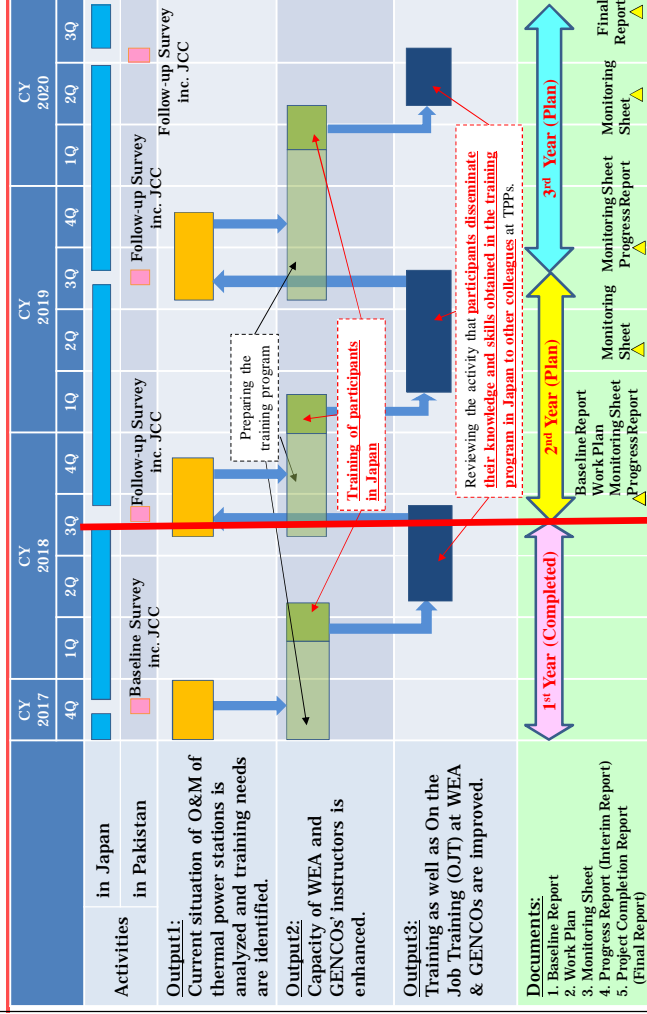 CY
2017
CY
2018
CY
2019
CY
2020
4Q
1Q
2Q
3Q
4Q
1Q
2Q
3Q
4Q
1Q
2Q
3Q
Activities
in Japan
in Pakistan
Baseline Survey
inc. JCC
Follow-up Survey
inc. JCC
Follow-up Survey
inc. JCC
Follow-up Survey
inc. JCC
Output1:
Current situation of O&M of
thermal power stations is
analyzed and training needs
are identified.
Output2:
Capacity of WEA and
GENCOs' instructors is
enhanced.
Preparing the
training program
Training of participants
in Japan
Output3:
Training as well as On the
Job Training (OJT) at WEA
& GENCOs are improved.
Reviewing the activity that participants disseminate
their knowledge and skills obtained in the training
program in Japan to other colleagues at TPPs.
1st Year (Completed)
2nd Year (Plan)
3rd Year (Plan)
Documents:
1. Baseline Report
2. Work Plan
3. Monitoring Sheet
4. Progress Report (Interim Report)
5. Project Completion Report
(Final Report)
Baseline Report
Work Plan
Monitoring Sheet
Progress Report
Monitoring
Sheet
Monitoring Sheet
Progress Report
Monitoring
Sheet
Final
Report